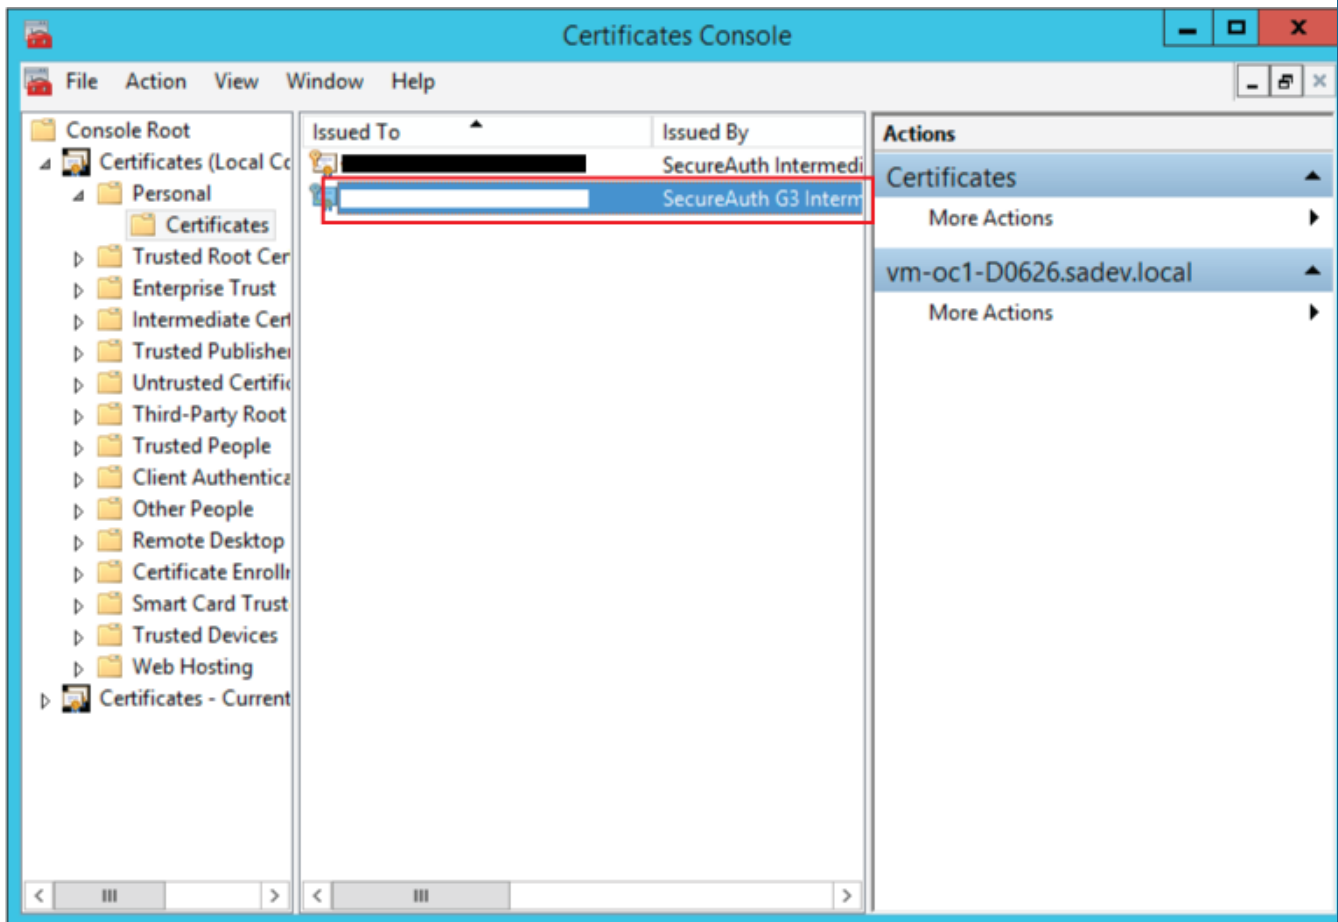 Certificates Console
File Action View Window Help
Console Root
Certificates (Local Co
Personal
Certificates
Trusted Root Cer
Enterprise Trust
Intermediate Cert
Trusted Publishe
Untrusted Certific
Third-Party Root
Trusted People
Client Authentica
Other People
Remote Desktop
Certificate Enroll
Smart Card Trust
Trusted Devices
Web Hosting
Certificates - Current
Issued To Issued By
SecureAuth Intermedi
SecureAuth G3 Interm
Actions
Certificates
More Actions
vm-oc1-D0626.sadev.local
More Actions